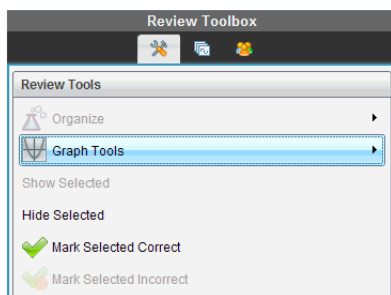 Review Toolbox
Review Tools
Organize
Graph Tools
Show Selected
Hide Selected
Mark Selected Correct
Mark Selected Incorrect